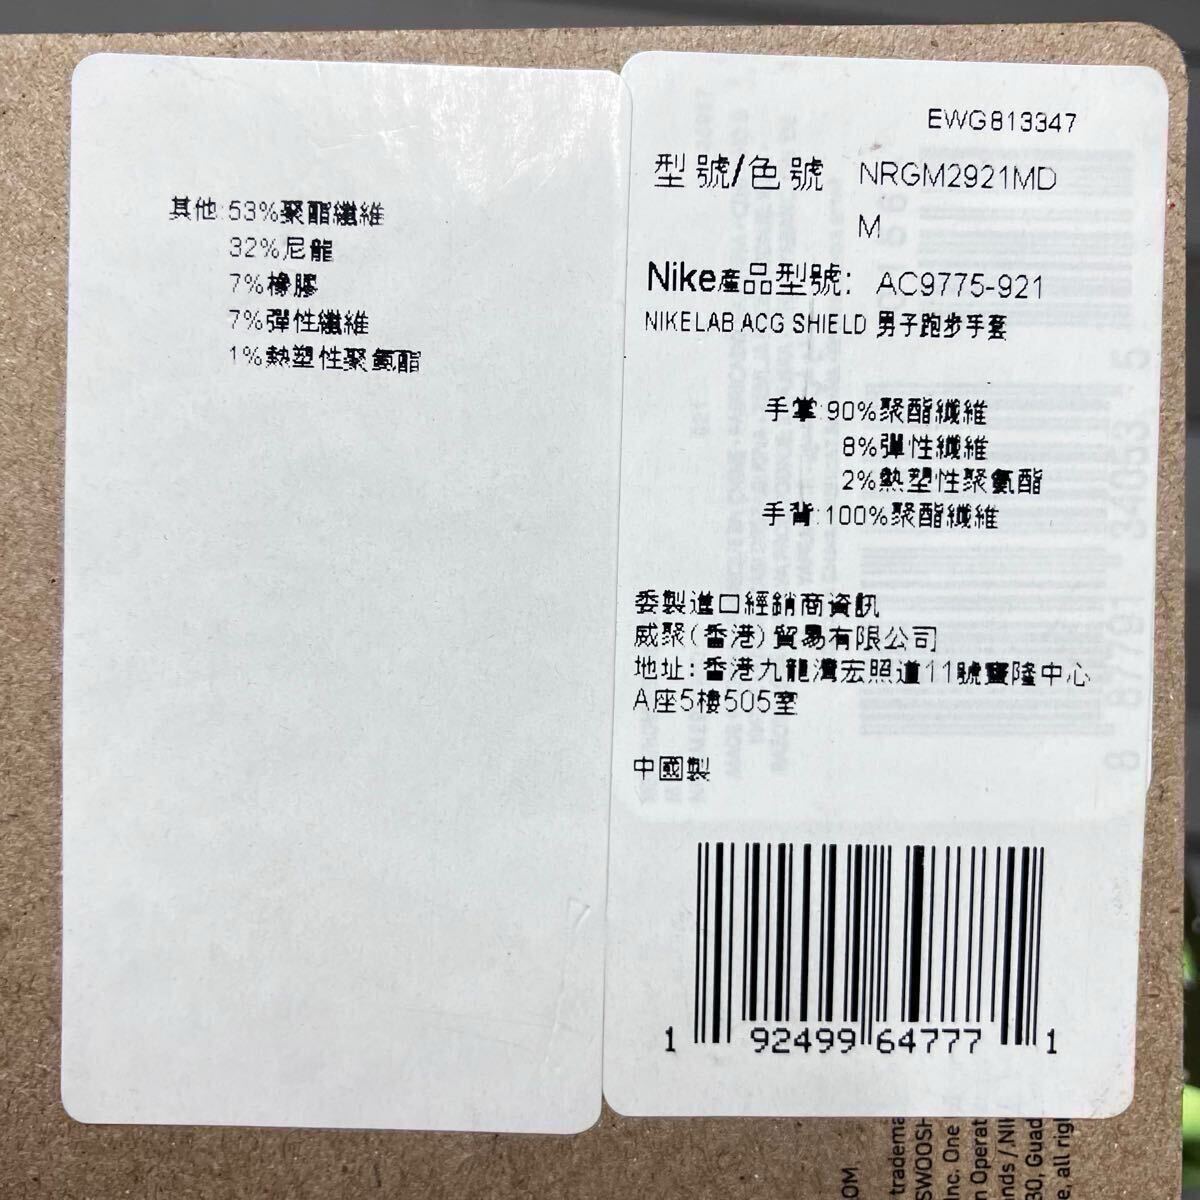 其他:53%聚酯纖維
32%尼龍
7%橡膠
7%彈性纖維
1%熱塑性聚氨酯
EWG813347
型號/色號 NRGM2921MD
M
Nike產品型號: AC9775-921
NIKELAB ACG SHIELD 男子跑步手套
手掌:90%聚酯纖維
8%彈性纖維
2%熱塑性聚氨酯
手背:100%聚酯纖維
委製進口經銷商資訊
威聚(香港)貿易有限公司
地址:香港九龍灣宏照道11號寶隆中心
A座5樓505室
中國製
1 92499 64777 1